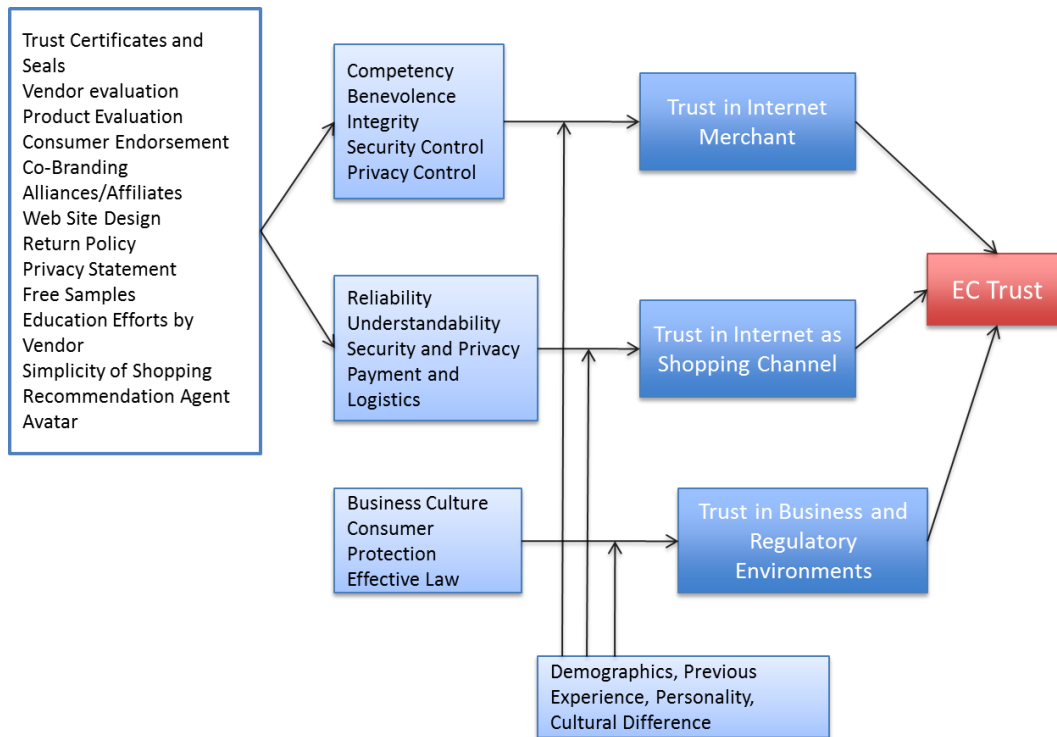 Trust Certificates and
Seals
Vendor evaluation
Product Evaluation
Consumer Endorsement
Co-Branding
Alliances/Affiliates
Web Site Design
Return Policy
Privacy Statement
Free Samples
Education Efforts by
Vendor
Simplicity of Shopping
Recommendation Agent
Avatar
Competency
Benevolence
Integrity
Security Control
Privacy Control
Trust in Internet
Merchant
Reliability
Understandability
Security and Privacy
Payment and
Logistics
Trust in Internet as
Shopping Channel
EC Trust
Business Culture
Consumer
Protection
Effective Law
Trust in Business and
Regulatory
Environments
Demographics, Previous
Experience, Personality,
Cultural Difference